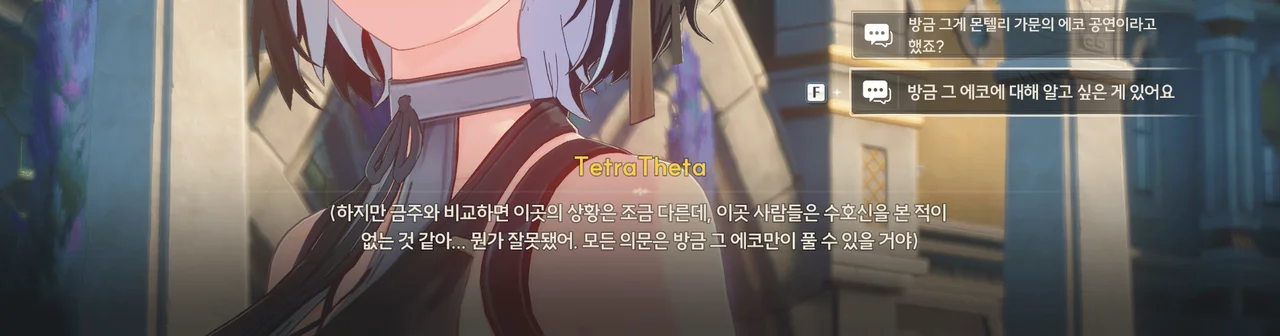 방금 그게 몬텔리 가문의 에코 공연이라고
했죠?
F
방금 그 에코에 대해 알고 싶은 게 있어요
TetraTheta
(하지만 금주와 비교하면 이곳의 상황은 조금 다른데, 이곳 사람들은 수호신을 본 적이
없는 것 같아... 뭔가 잘못됐어. 모든 의문은 방금 그 에코만이 풀 수 있을 거야)